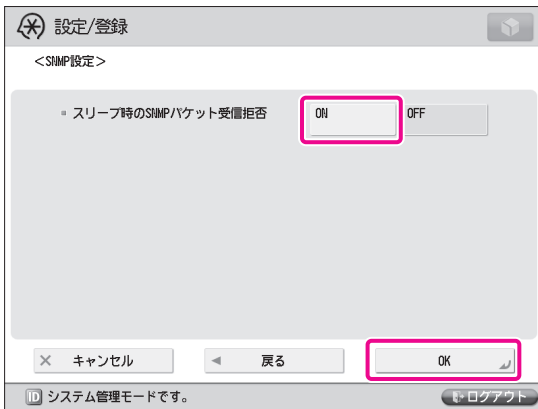 設定/登録
<SNMP設定>
スリープ時のSNMPパケット受信拒否 ON OFF
キャンセル 戻る OK
ID システム管理モードです。 ログアウト